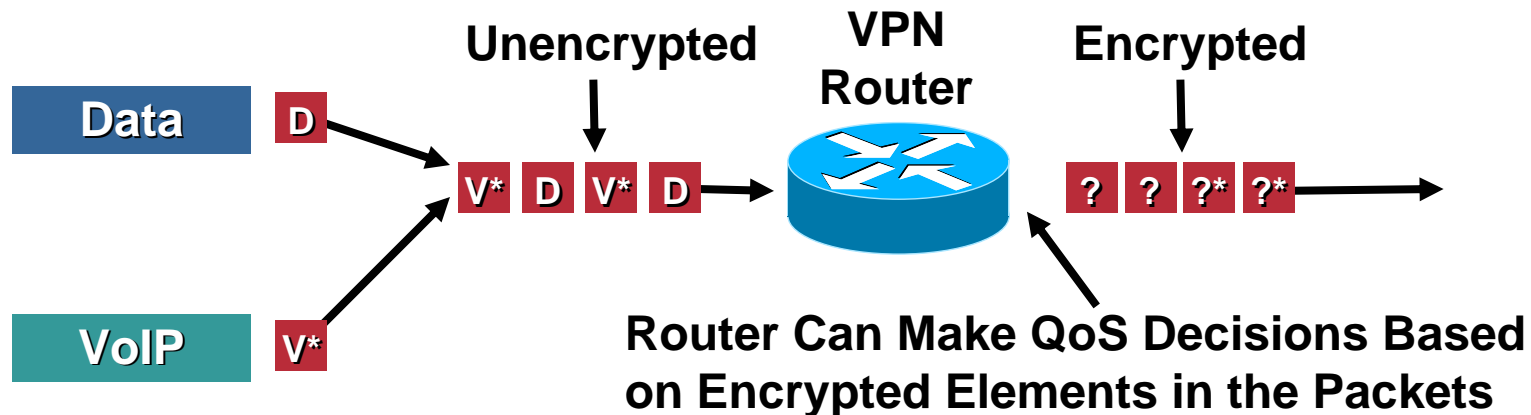 Unencrypted
VPN
Router
Encrypted
Data
D
V* D V* D
? ? ?* ?*
VoIP
V*
Router Can Make QoS Decisions Based
on Encrypted Elements in the Packets